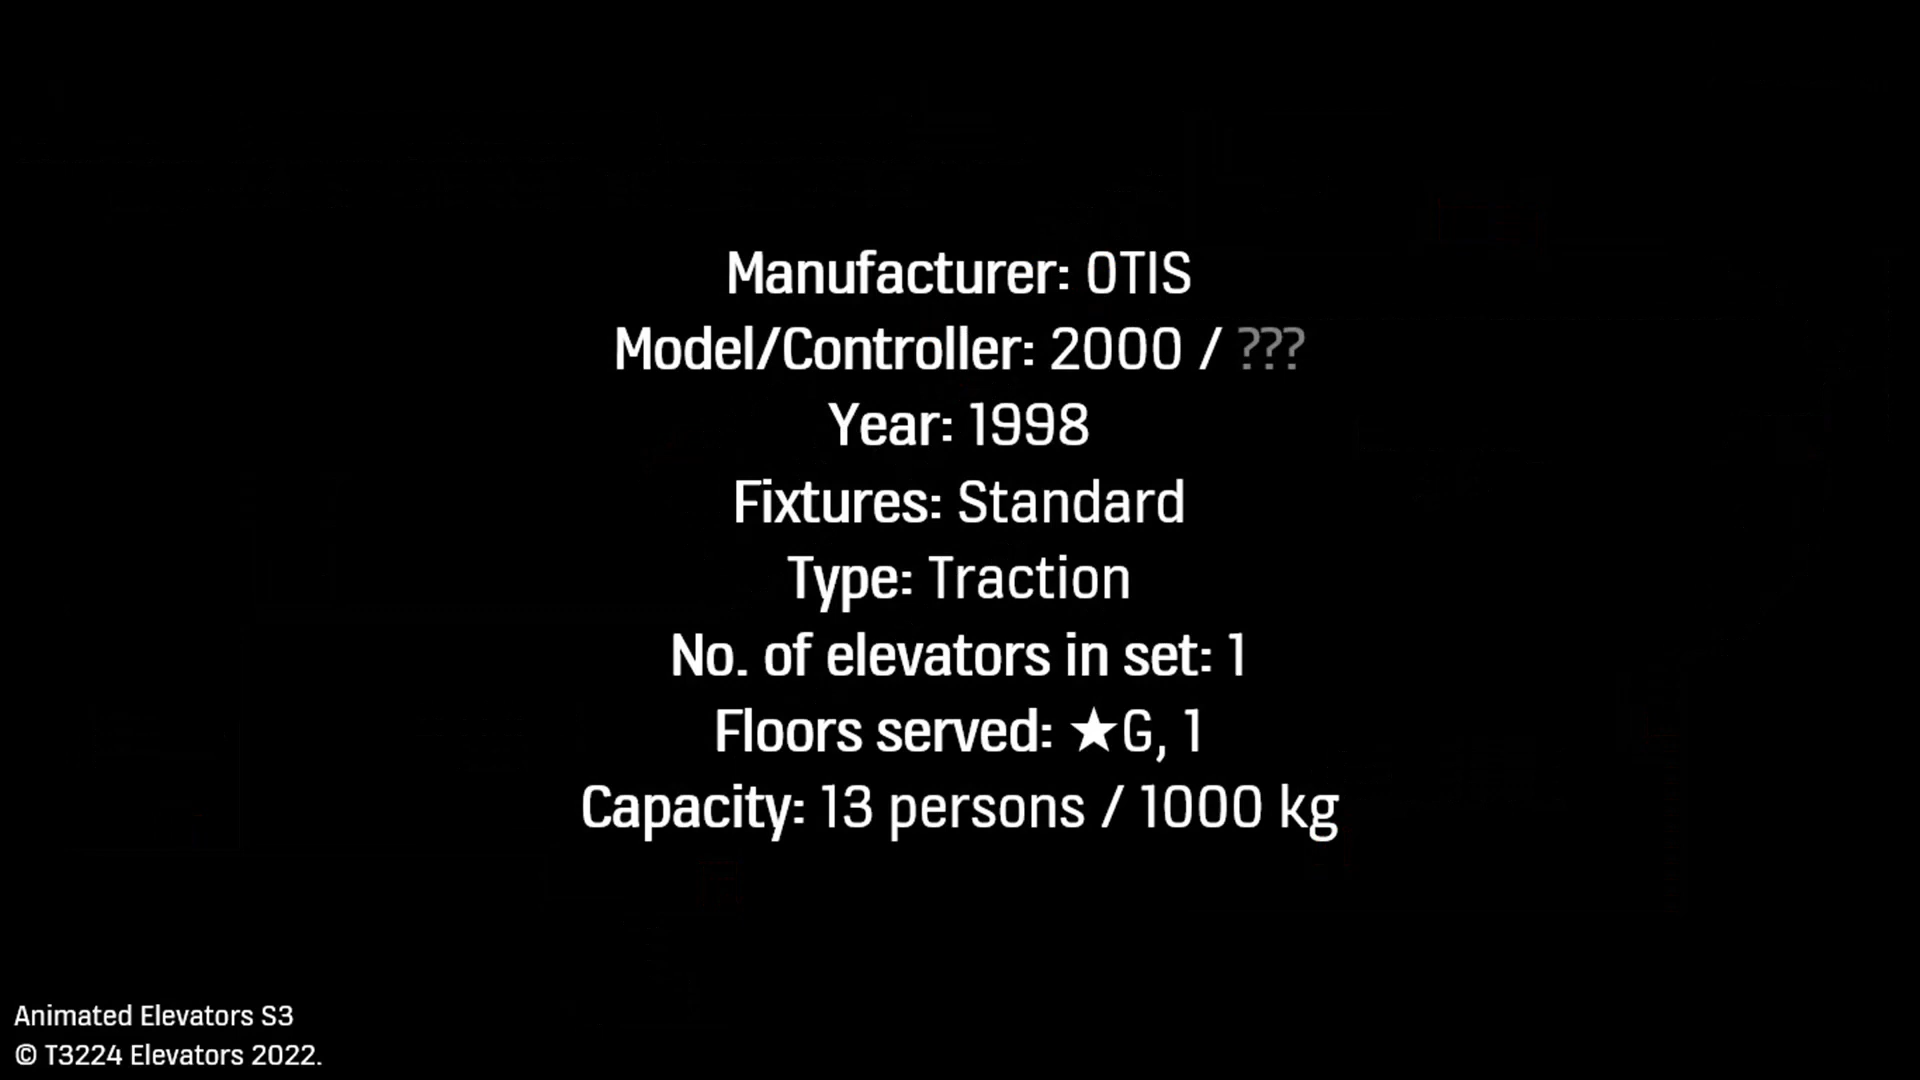 Manufacturer: OTIS
Model/Controller: 2000 / ???
Year: 1998
Fixtures: Standard
Type: Traction
No. of elevators in set: 1
Floors served: ★G, 1
Capacity: 13 persons / 1000 kg
Animated Elevators S3
© T3224 Elevators 2022.